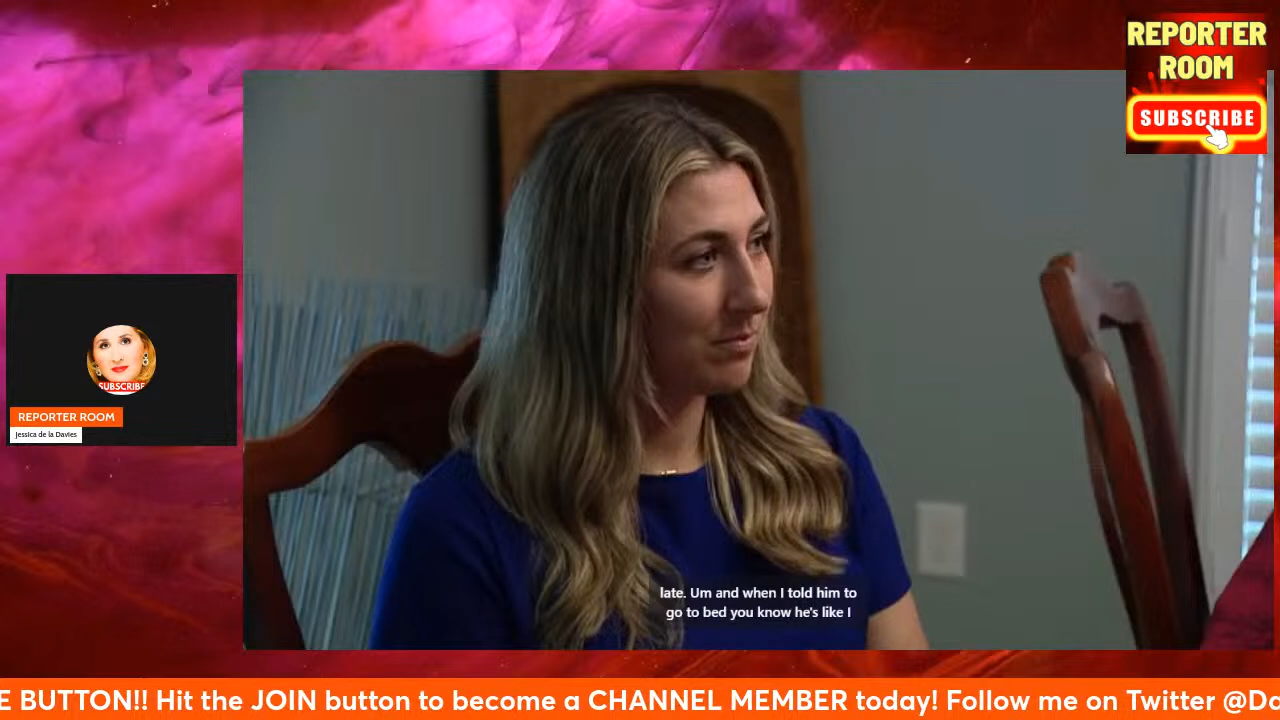 REPORTER
ROOM
SUBSCRIBE
SUBSCRIBE
REPORTER ROOM
Jessica de la Davies
late. Um and when I told him to
go to bed you know he's like I
E BUTTON!! Hit the JOIN button to become a CHANNEL MEMBER today! Follow me on Twitter @Da